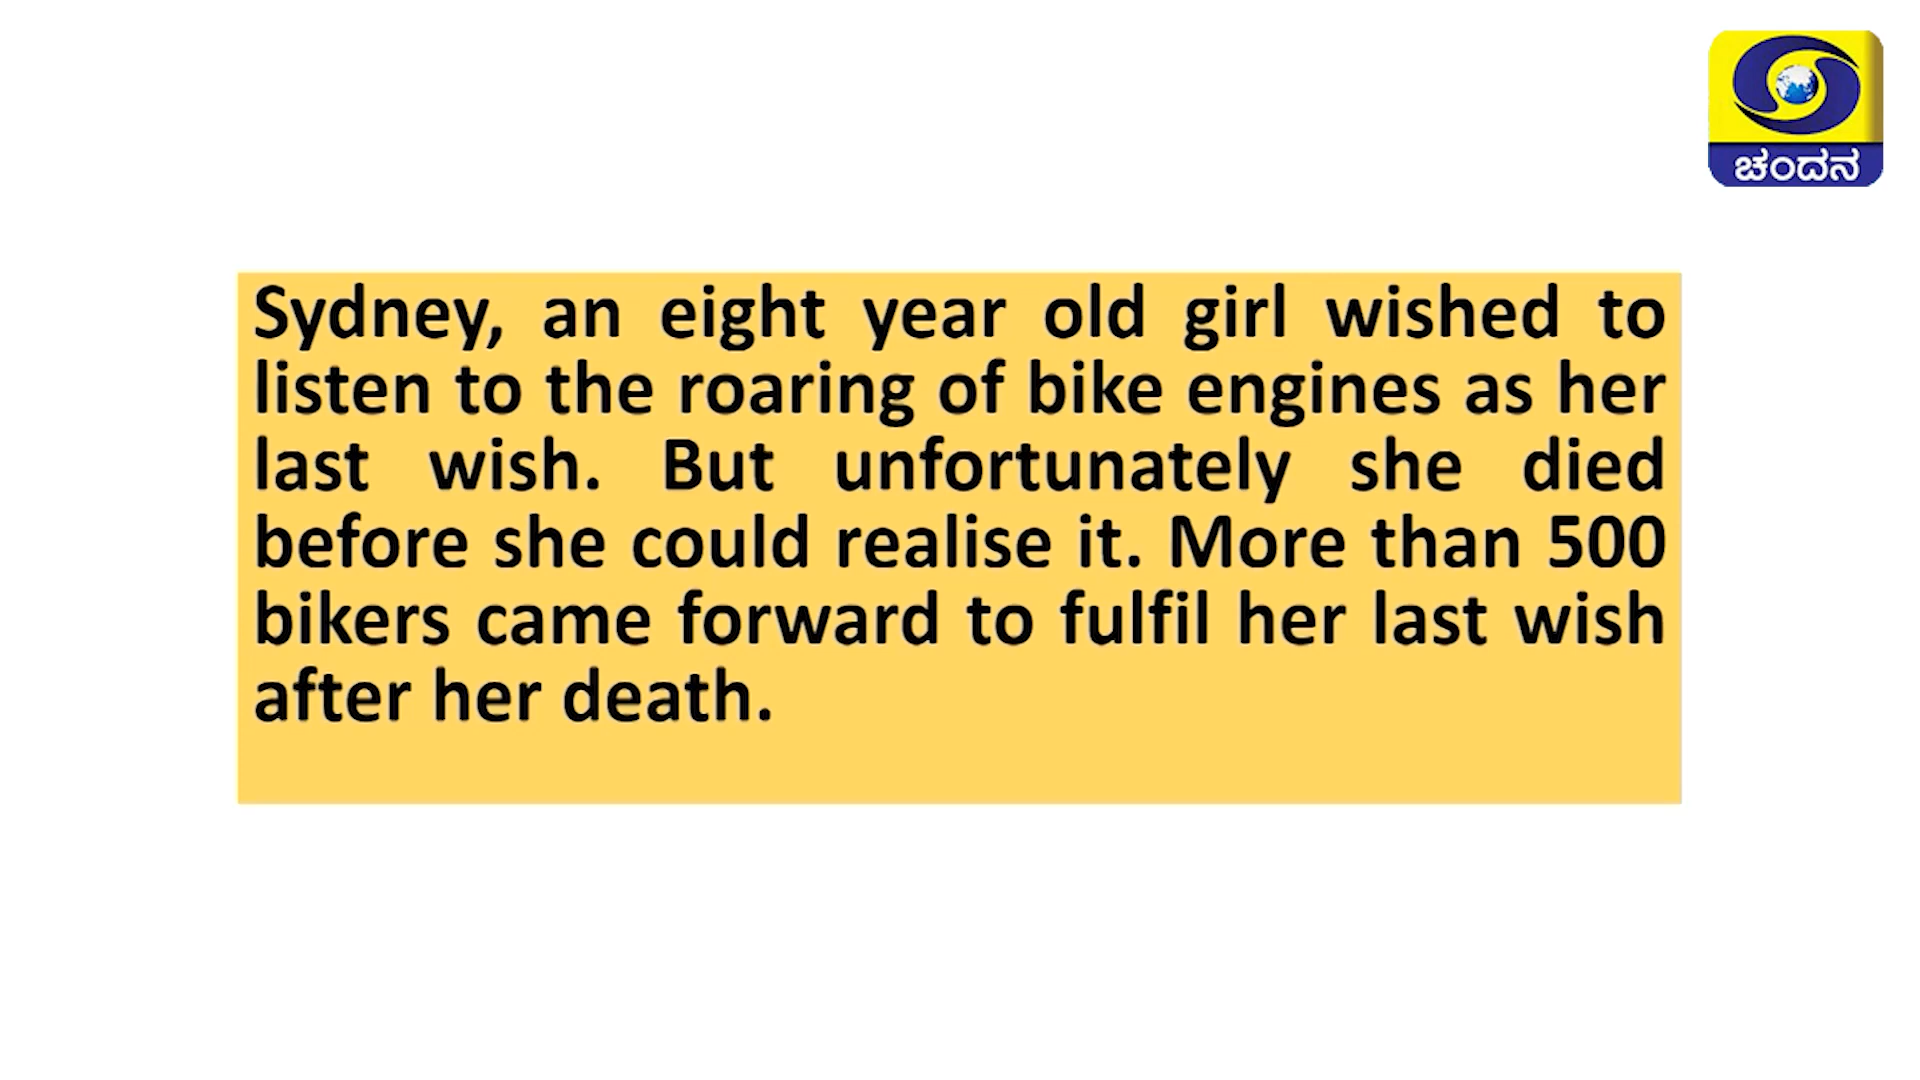 ಚಂದನ
Sydney, an eight year old girl wished to
listen to the roaring of bike engines as her
last wish. But unfortunately she died
before she could realise it. More than 500
bikers came forward to fulfil her last wish
after her death.